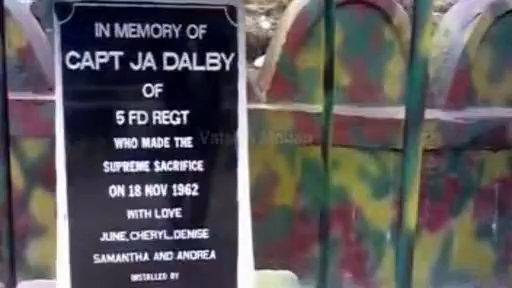 IN MEMORY OF
CAPT JA DALBY
OF
5 FD REGT
WHO MADE THE
SUPREME SACRIFICE
ON 18 NOV 1962
WITH LOVE
JUNE, CHERYL, DENISE
SAMANTHA AND ANDREA
INSTALLED BY